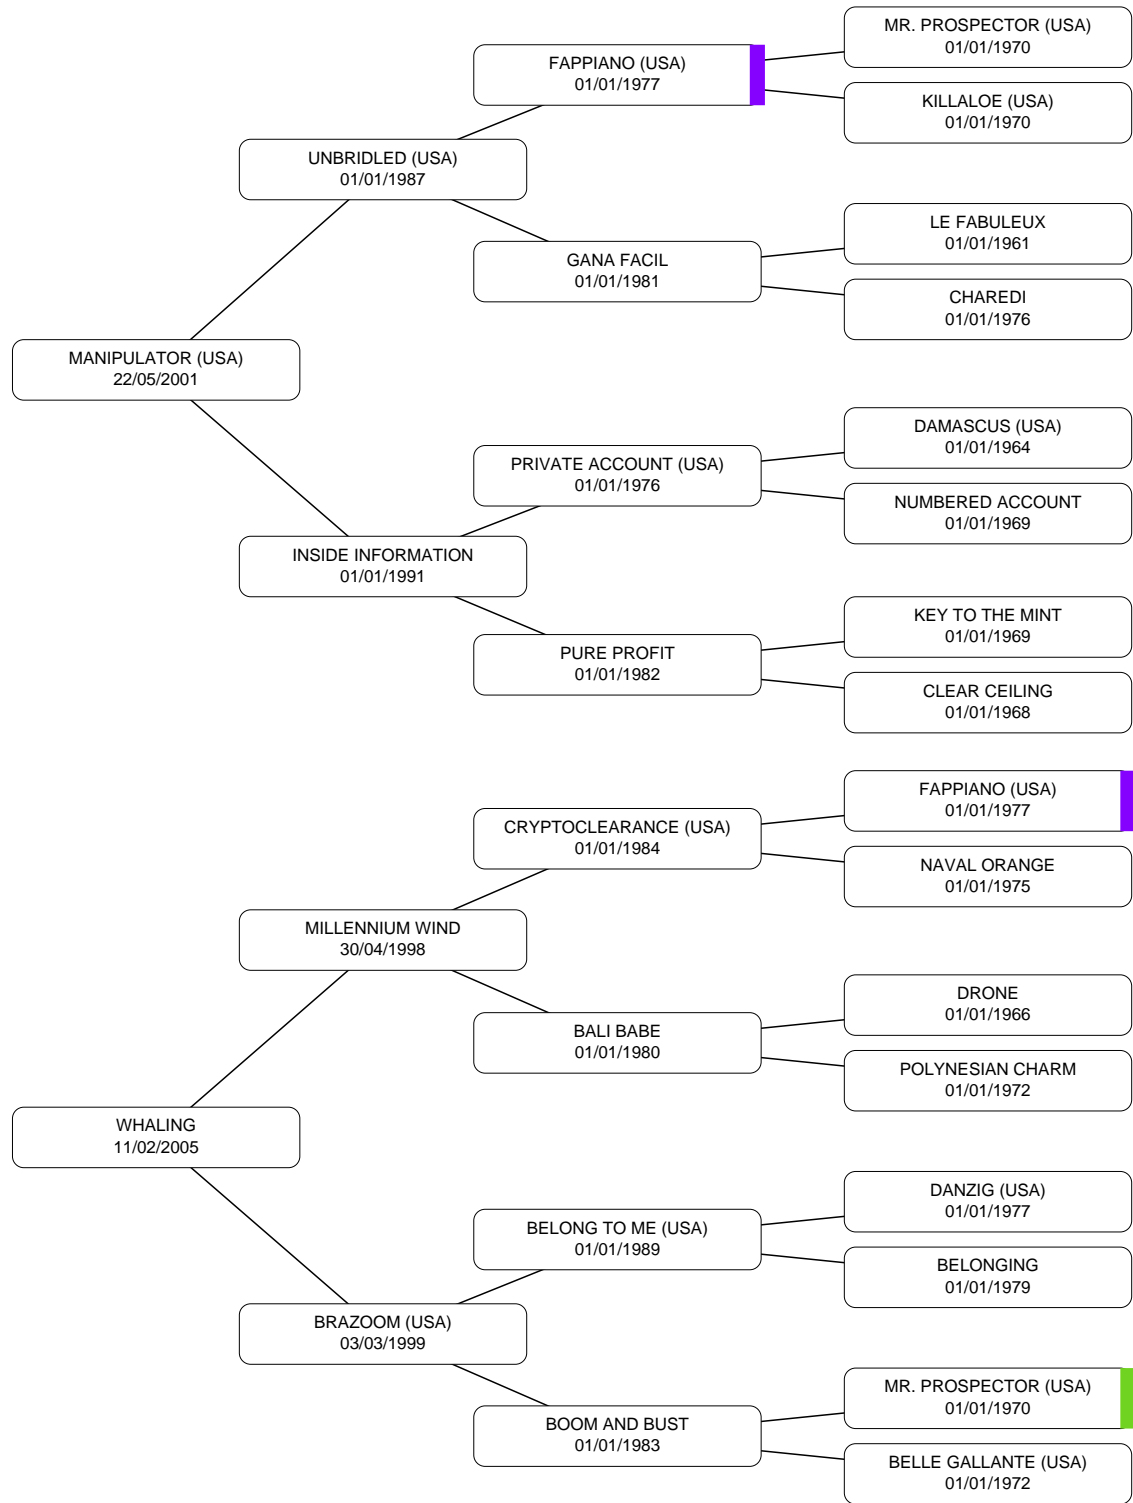 MR. PROSPECTOR (USA)
01/01/1970
FAPPIANO (USA)
01/01/1977
KILLALOE (USA)
01/01/1970
UNBRIDLED (USA)
01/01/1987
LE FABULEUX
01/01/1961
GANA FACIL
01/01/1981
CHAREDI
01/01/1976
MANIPULATOR (USA)
22/05/2001
DAMASCUS (USA)
01/01/1964
PRIVATE ACCOUNT (USA)
01/01/1976
NUMBERED ACCOUNT
01/01/1969
INSIDE INFORMATION
01/01/1991
KEY TO THE MINT
01/01/1969
PURE PROFIT
01/01/1982
CLEAR CEILING
01/01/1968
FAPPIANO (USA)
01/01/1977
CRYPTOCLEARANCE (USA)
01/01/1984
NAVAL ORANGE
01/01/1975
MILLENNIUM WIND
30/04/1998
DRONE
01/01/1966
BALI BABE
01/01/1980
POLYNESIAN CHARM
01/01/1972
WHALING
11/02/2005
DANZIG (USA)
01/01/1977
BELONG TO ME (USA)
01/01/1989
BELONGING
01/01/1979
BRAZOOM (USA)
03/03/1999
MR. PROSPECTOR (USA)
01/01/1970
BOOM AND BUST
01/01/1983
BELLE GALLANTE (USA)
01/01/1972